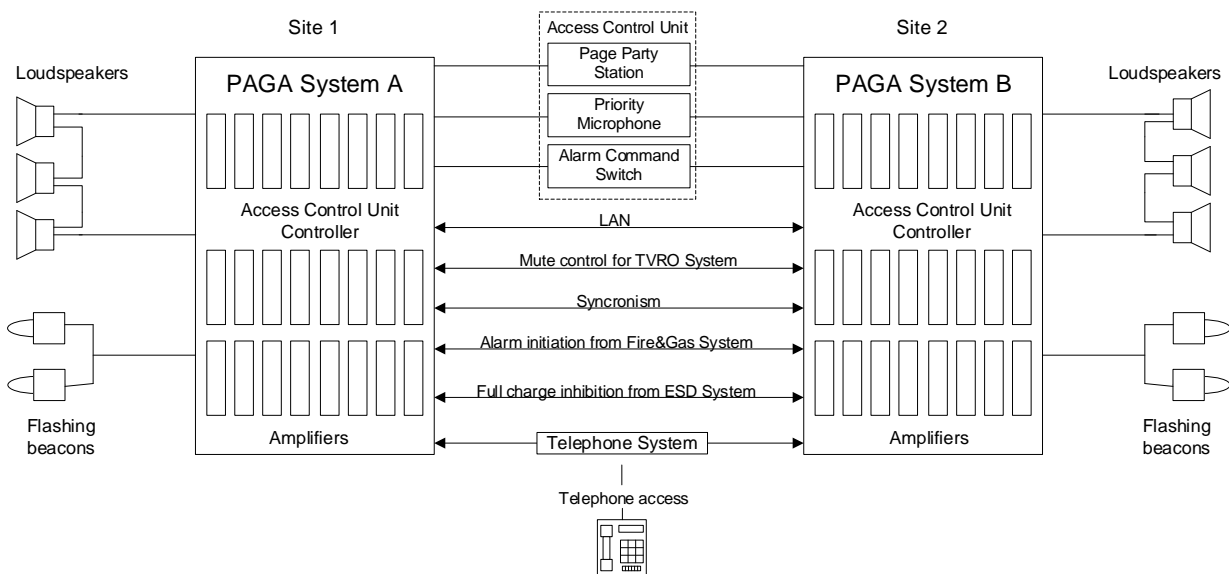 Site 1
Access Control Unit
Site 2
Page Party
Station
Loudspeakers
PAGA System A
PAGA System B
Loudspeakers
Priority
Microphone
Alarm Command
Switch
Access Control Unit
Controller
LAN
Access Control Unit
Controller
Mute control for TVRO System
Syncronism
Alarm initiation from Fire&Gas System
Full charge inhibition from ESD System
Flashing
beacons
Amplifiers
Telephone System
Amplifiers
Flashing
beacons
Telephone access